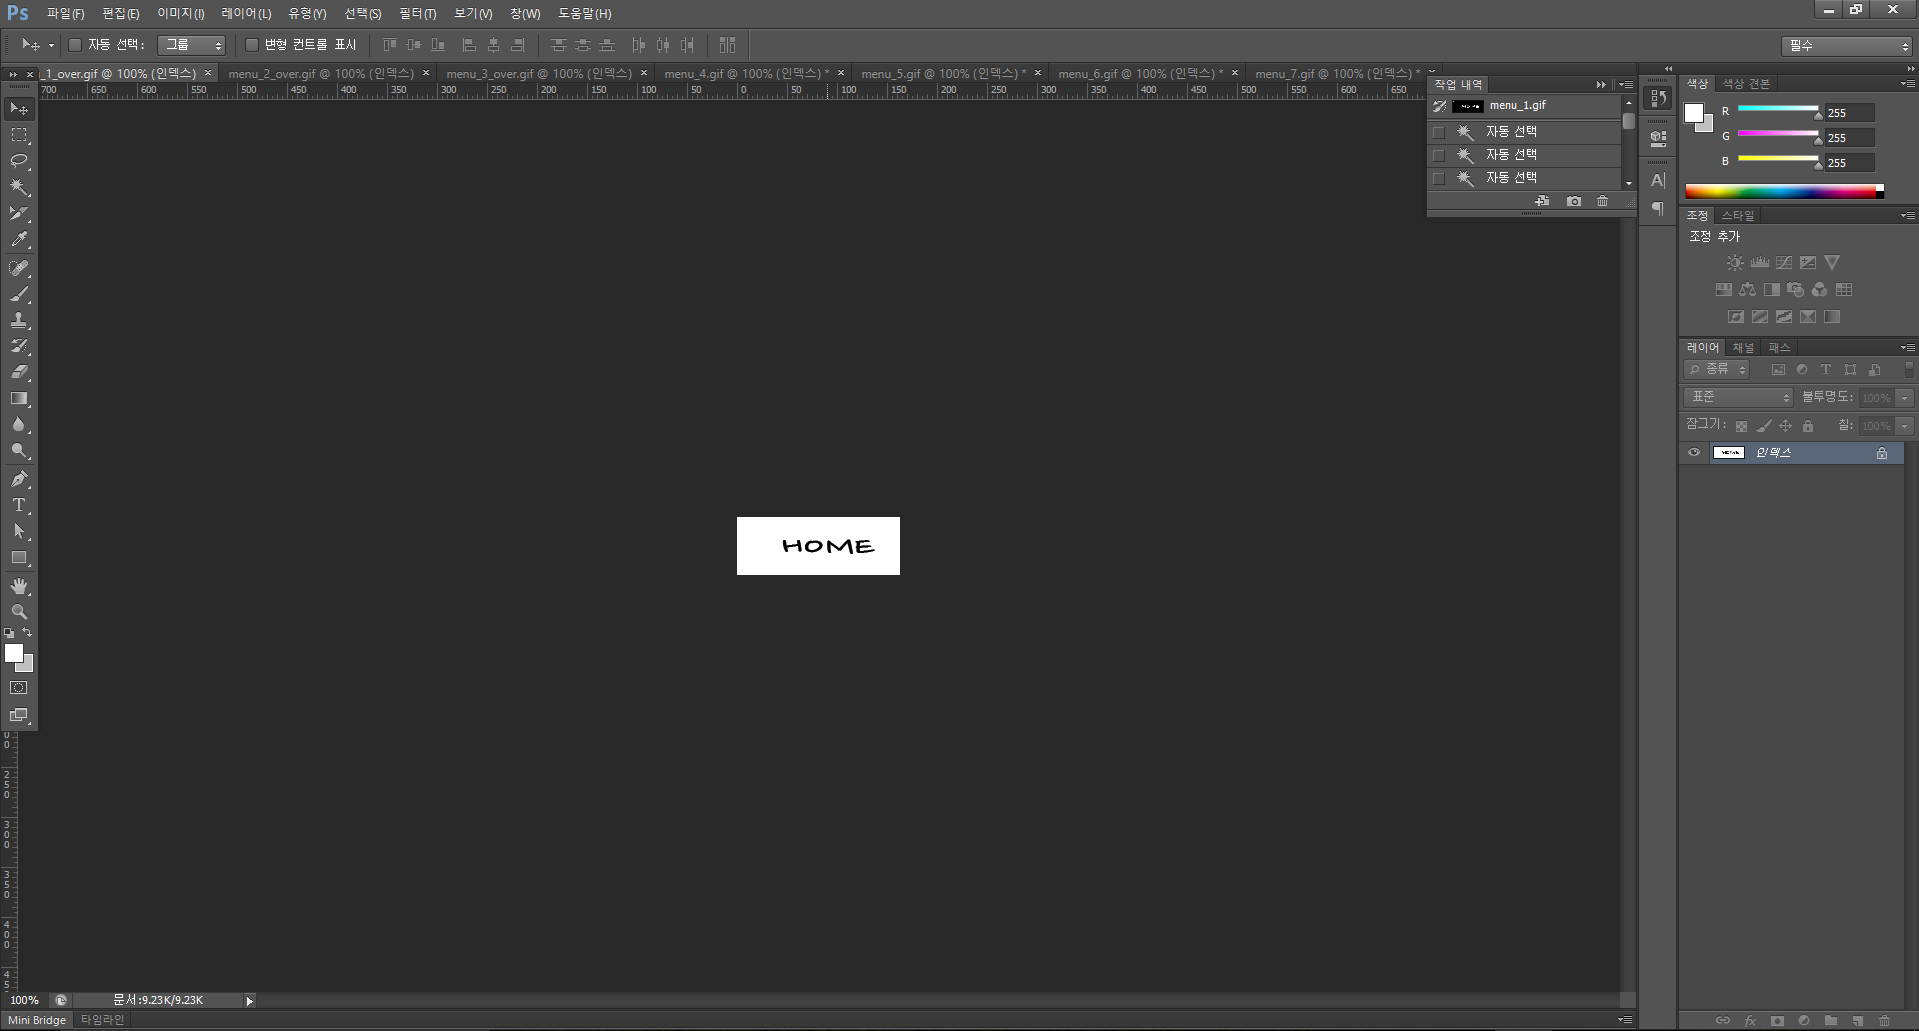 Ps 파일(F) 편집(E) 이미지(I) 레이어(L) 유형(Y) 선택(S) 필터(T) 보기(V) 창(W) 도움말(H)
자동 선택: 그룹 변형 컨트롤 표시 필수
_1_over.gif @ 100% (인덱스) × menu_2_over.gif @ 100% (인덱스) × menu_3_over.gif @ 100% (인덱스) × menu_4.gif @ 100% (인덱스) * × menu_5.gif @ 100% (인덱스) * × menu_6.gif @ 100% (인덱스) * × menu_7.gif @ 100% (인덱스) *
700 650 600 550 500 450 400 350 300 250 200 150 100 50 0 50 100 150 200 250 300 350 400 450 500 550 600 650
작업 내역
menu_1.gif
자동 선택
자동 선택
자동 선택
색상 색상 견본
R 255
G 255
B 255
조정 스타일
조정 추가
레이어 채널 패스
종류
표준 불투명도: 100%
잠그기: 칠: 100%
HOME 인덱스
HOME
250
300
350
400
100% 문서:9.23K/9.23K
Mini Bridge 타임라인